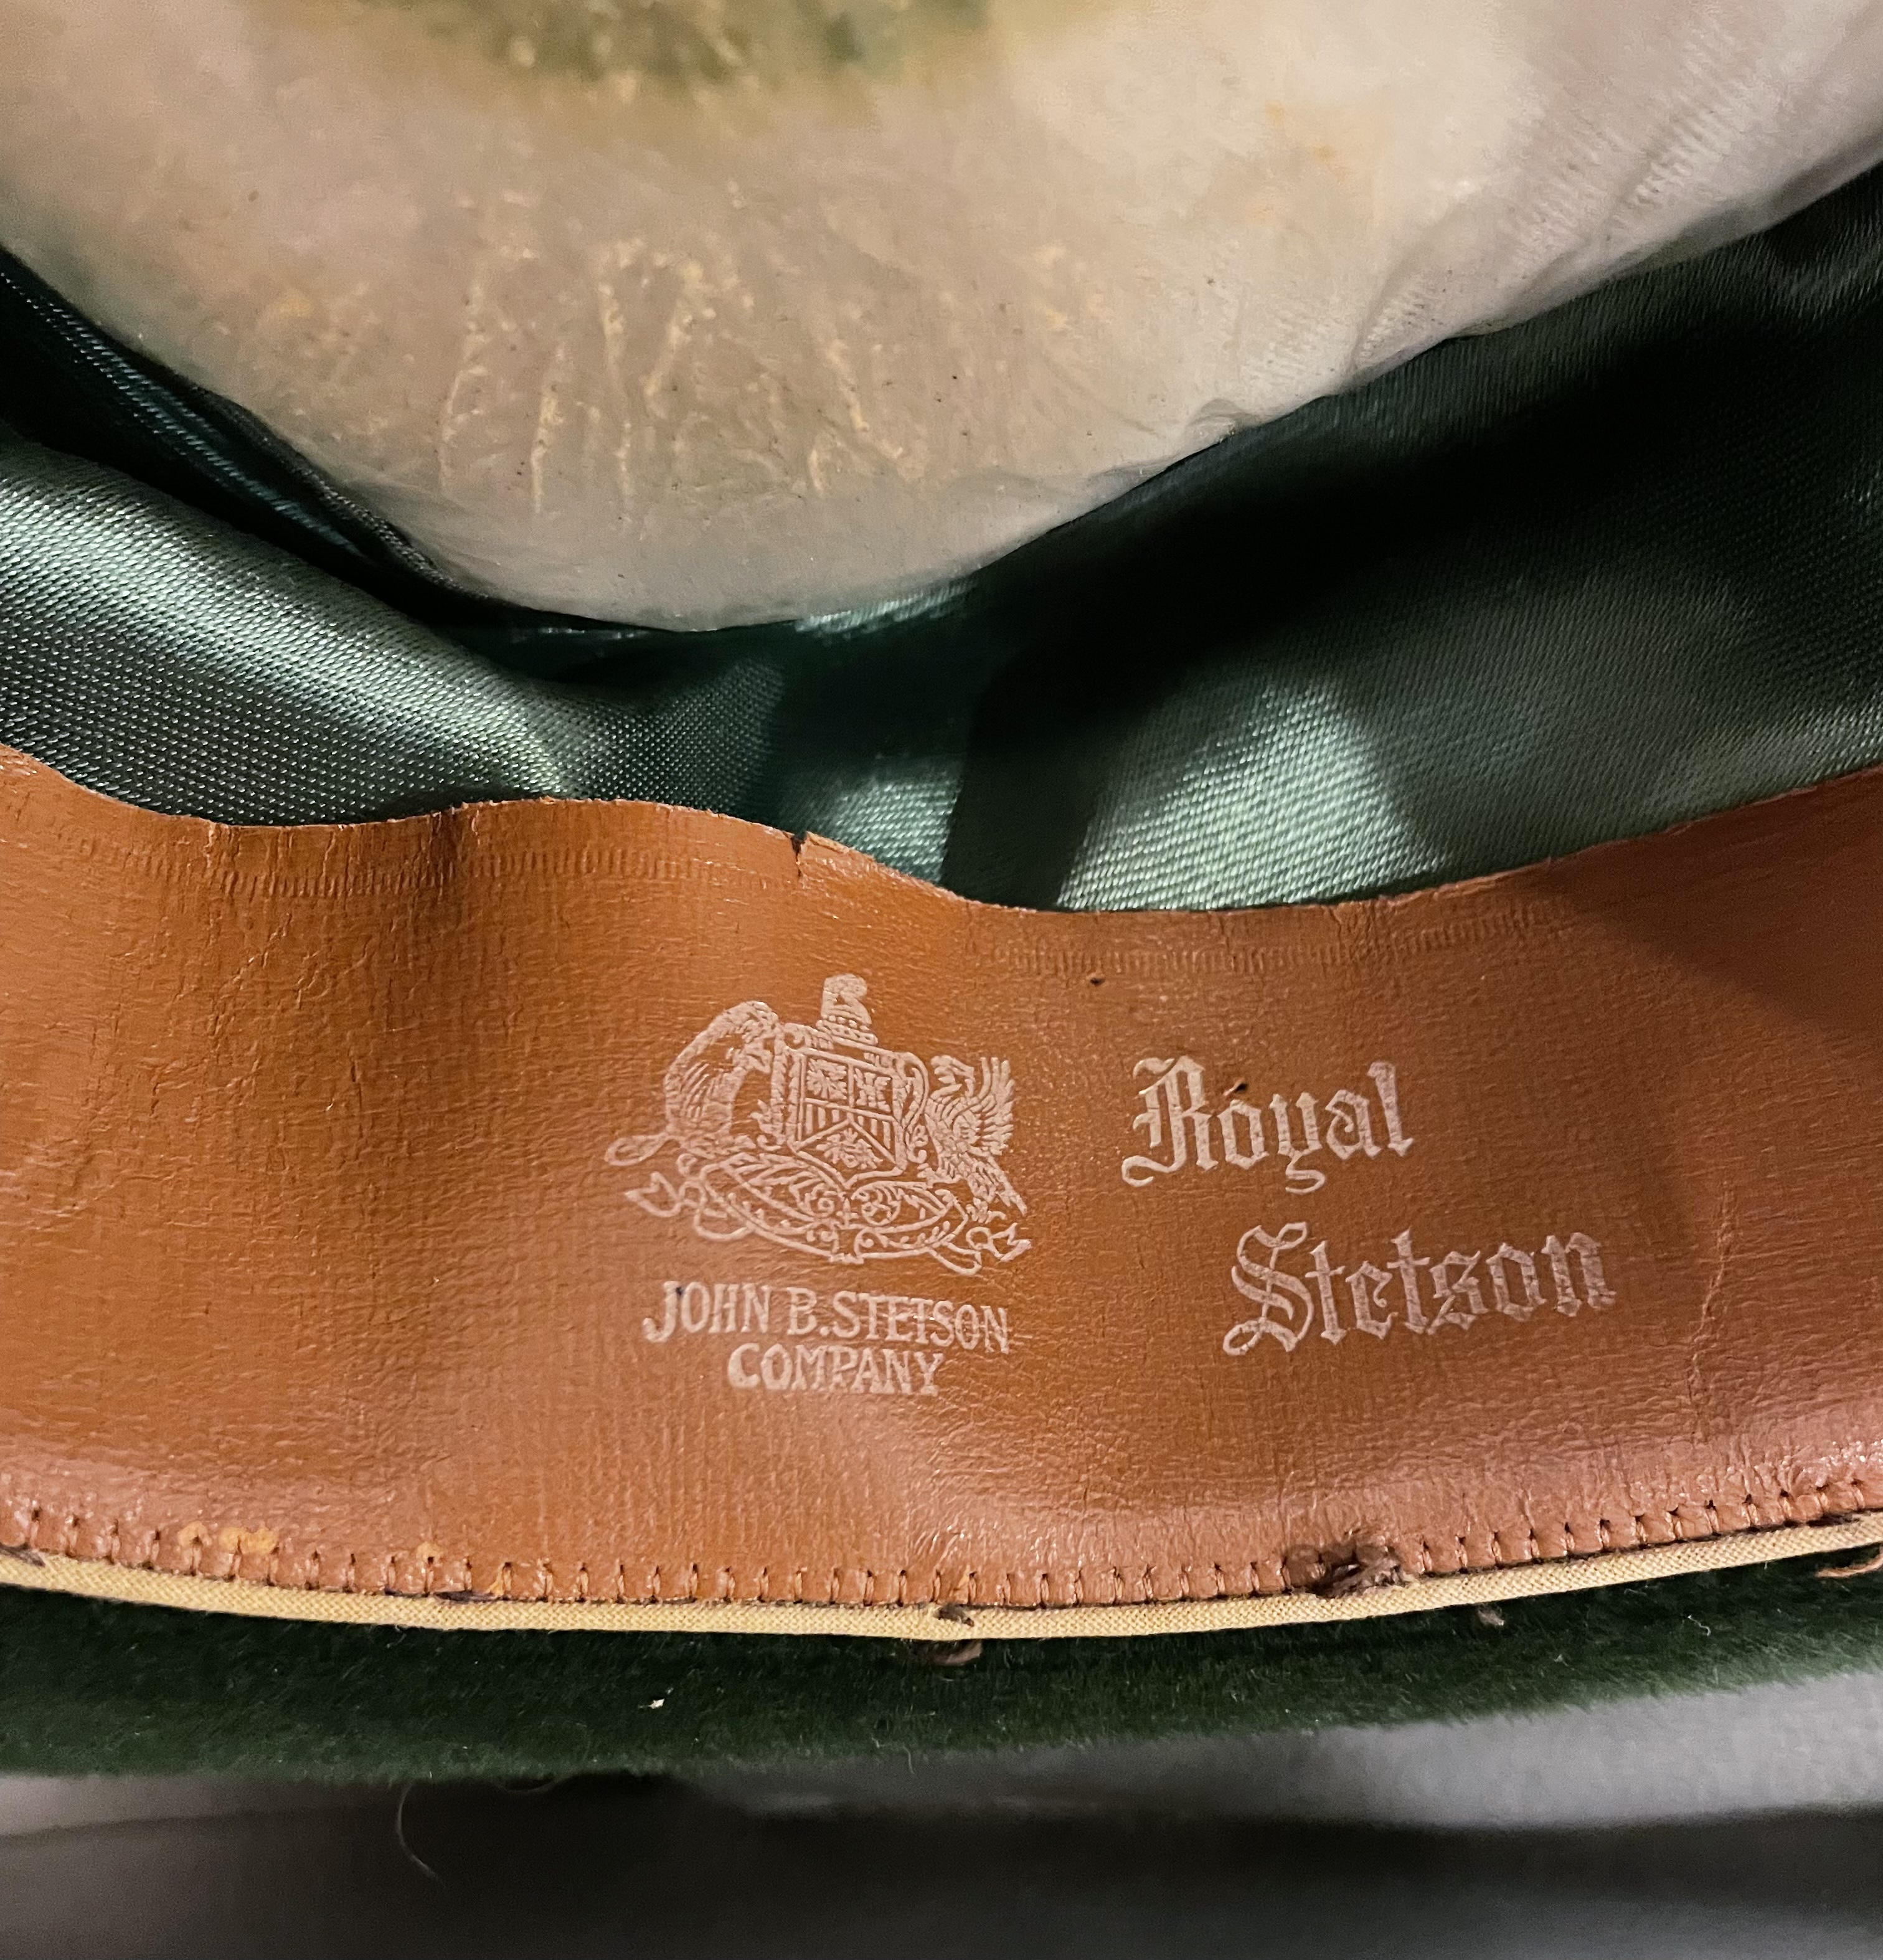 JOHN B. STETSON
COMPANY
Royal
Stetson